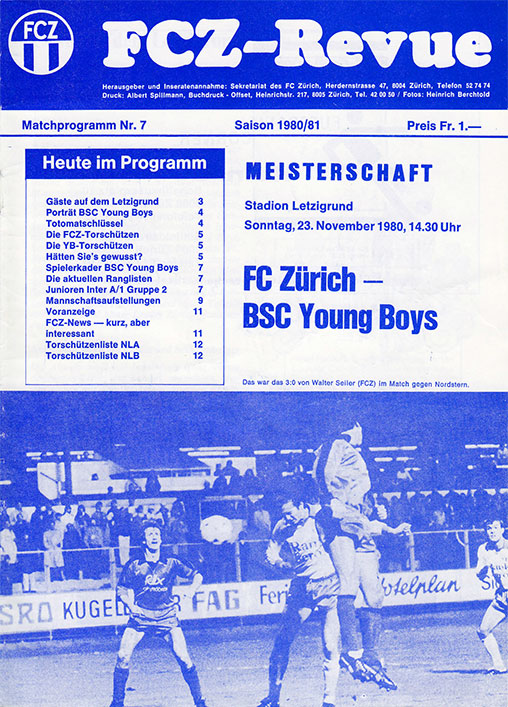 FCZ
FCZ-Revue
Herausgeber und Inseratenannahme: Sekretariat des FC Zürich, Herdernstrasse 47, 8004 Zürich, Telefon 52 74 74
Druck: Albert Spillmann, Buchdruck - Offset, Heinrichstr. 217, 8005 Zürich, Tel. 42 00 50 / Fotos: Heinrich Berchtold
Matchprogramm Nr. 7 Saison 1980/81 Preis Fr. 1.—
Heute im Programm
Gäste auf dem Letzigrund 3
Porträt BSC Young Boys 4
Totomatschlüssel 4
Die FCZ-Torschützen 5
Die YB-Torschützen 5
Hätten Sie's gewusst? 5
Spielerkader BSC Young Boys 7
Die aktuellen Ranglisten 7
Junioren Inter A/1 Gruppe 2 7
Mannschaftsaufstellungen 9
Voranzeige 11
FCZ-News — kurz, aber
interessant 11
Torschützenliste NLA 12
Torschützenliste NLB 12
MEISTERSCHAFT
Stadion Letzigrund
Sonntag, 23. November 1980, 14.30 Uhr
FC Zürich —
BSC Young Boys
Das war das 3:0 von Walter Seiler (FCZ) im Match gegen Nordstern.
SRO KUGEL FAG Feri Hotelplan